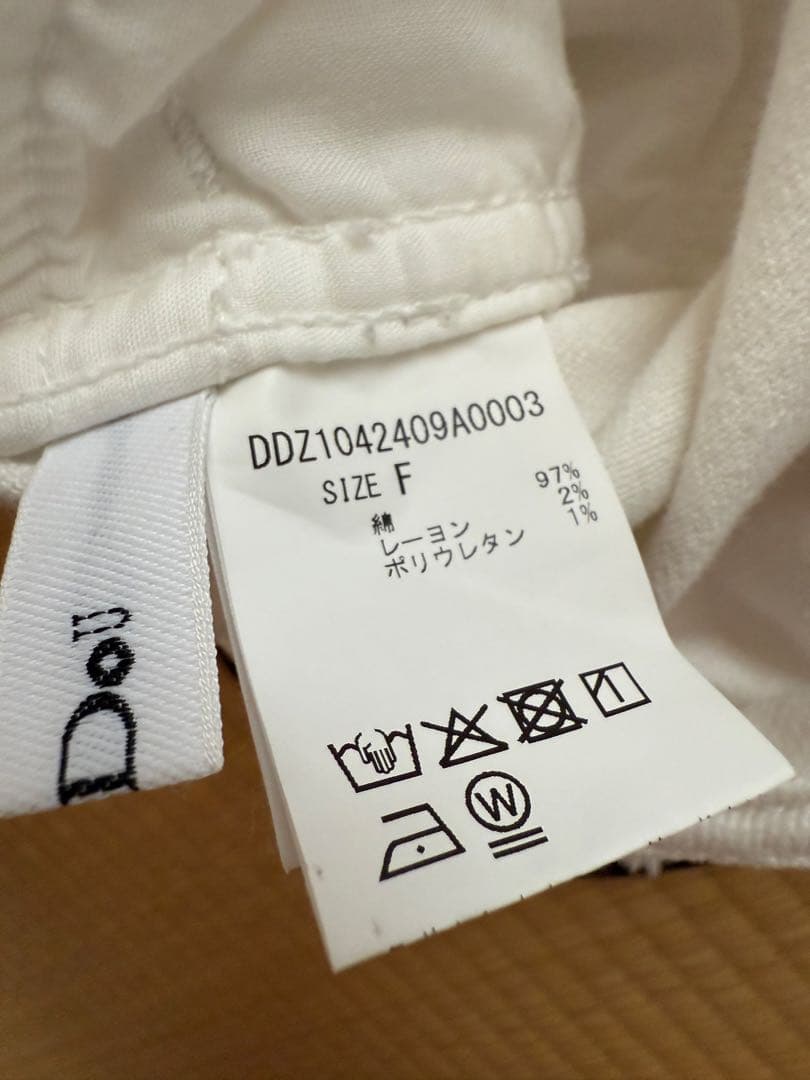 DDZ1042409A0003
SIZE F
綿 97%
レーヨン 2%
ポリウレタン 1%
W